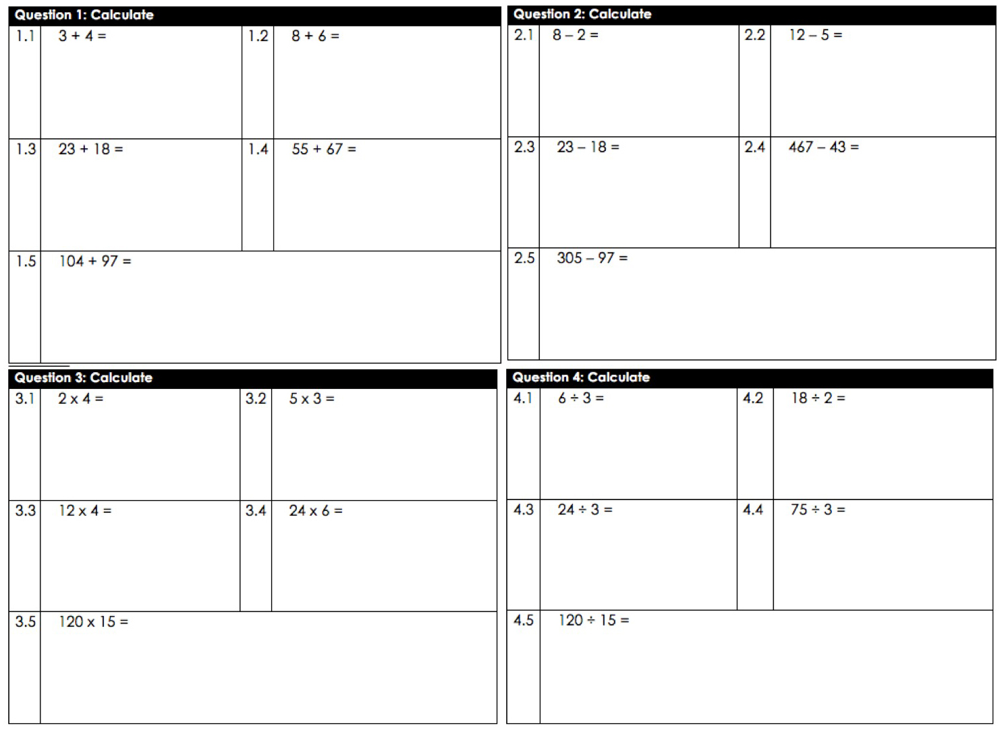 Question 1: Calculate
1.1 3 + 4 = 1.2 8 + 6 =
1.3 23 + 18 = 1.4 55 + 67 =
1.5 104 + 97 =
Question 2: Calculate
2.1 8 – 2 = 2.2 12 – 5 =
2.3 23 – 18 = 2.4 467 – 43 =
2.5 305 – 97 =
Question 3: Calculate
3.1 2 x 4 = 3.2 5 x 3 =
3.3 12 x 4 = 3.4 24 x 6 =
3.5 120 x 15 =
Question 4: Calculate
4.1 6 ÷ 3 = 4.2 18 ÷ 2 =
4.3 24 ÷ 3 = 4.4 75 ÷ 3 =
4.5 120 ÷ 15 =